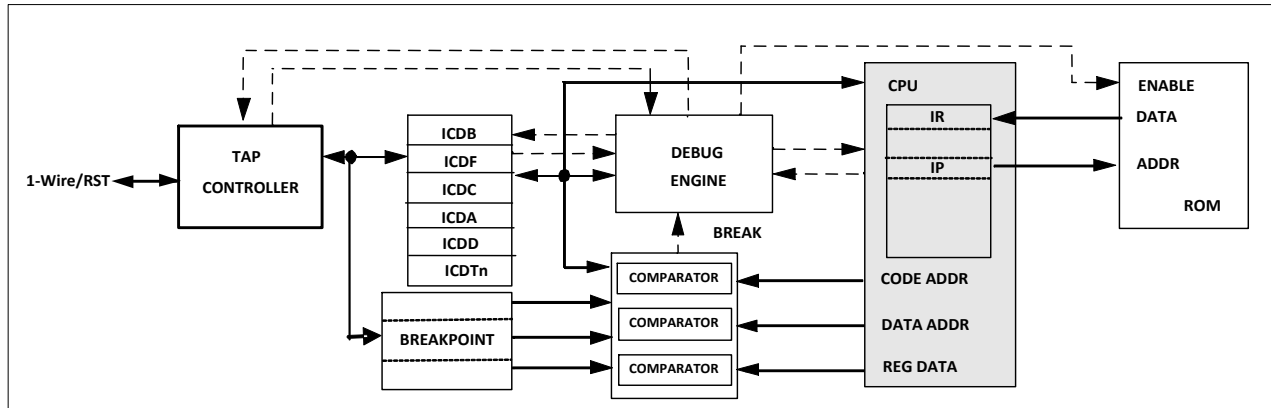 1-Wire/RST
TAP
CONTROLLER
ICDB
ICDF
ICDC
ICDA
ICDD
ICDTn
BREAKPOINT
DEBUG
ENGINE
BREAK
COMPARATOR
COMPARATOR
COMPARATOR
CPU
IR
IP
CODE ADDR
DATA ADDR
REG DATA
ENABLE
DATA
ADDR
ROM